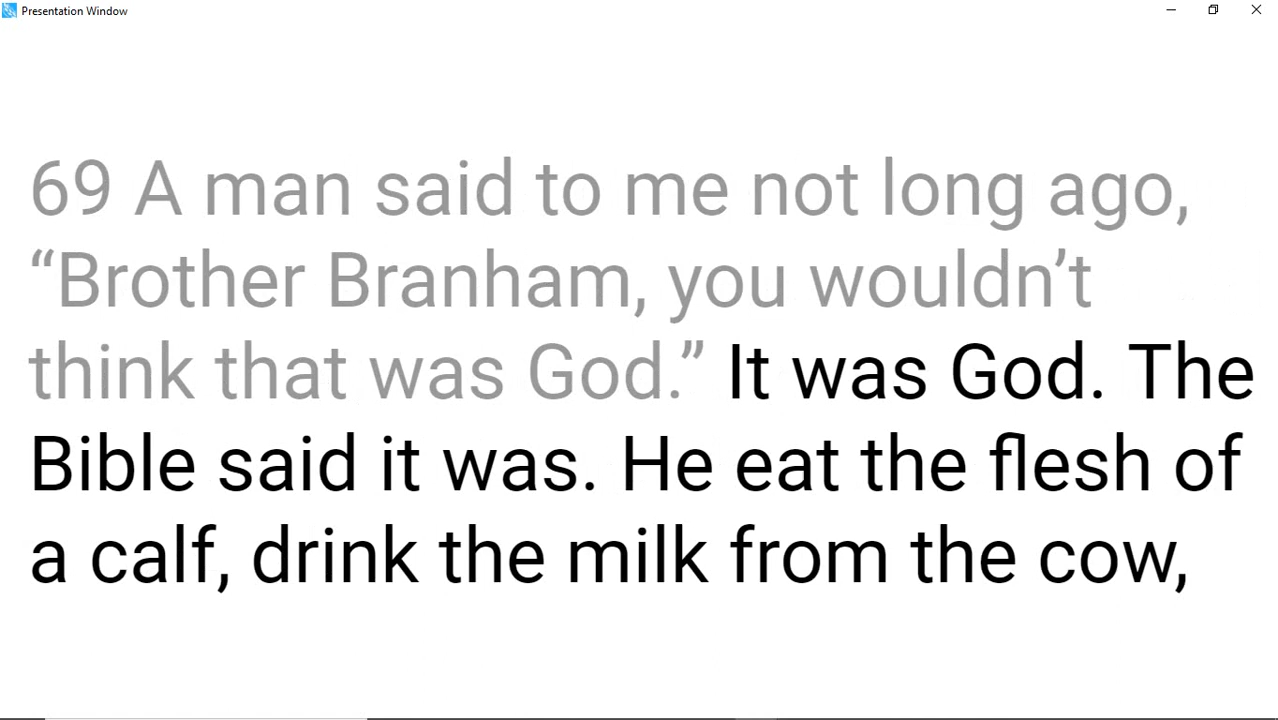 Presentation Window
69 A man said to me not long ago,
“Brother Branham, you wouldn’t
think that was God.” It was God. The
Bible said it was. He eat the flesh of
a calf, drink the milk from the cow,